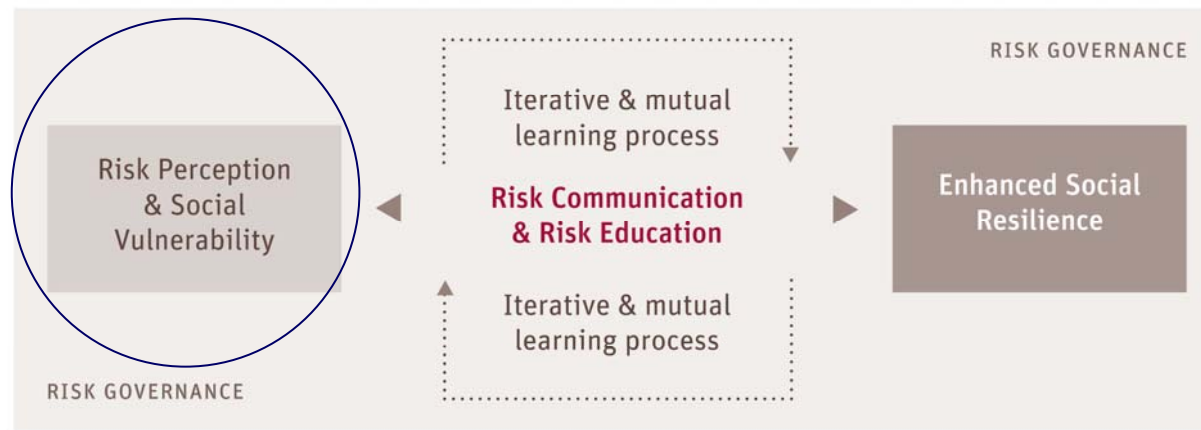 RISK GOVERNANCE
Risk Perception
& Social
Vulnerability
Iterative & mutual
learning process
Risk Communication
& Risk Education
Iterative & mutual
learning process
Enhanced Social
Resilience
RISK GOVERNANCE